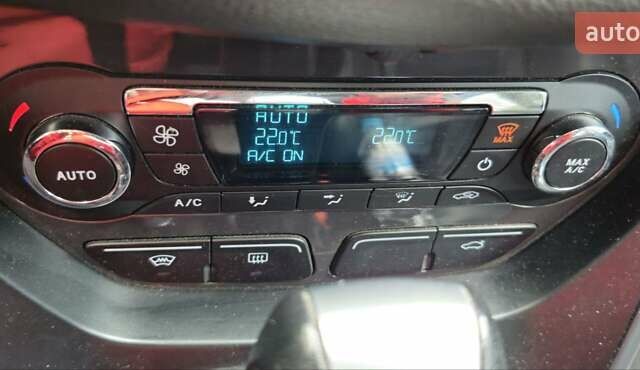 auto
AUTO
22.0°C 22.0°C
A/C ON
MAX
AUTO
MAX
A/C
A/C